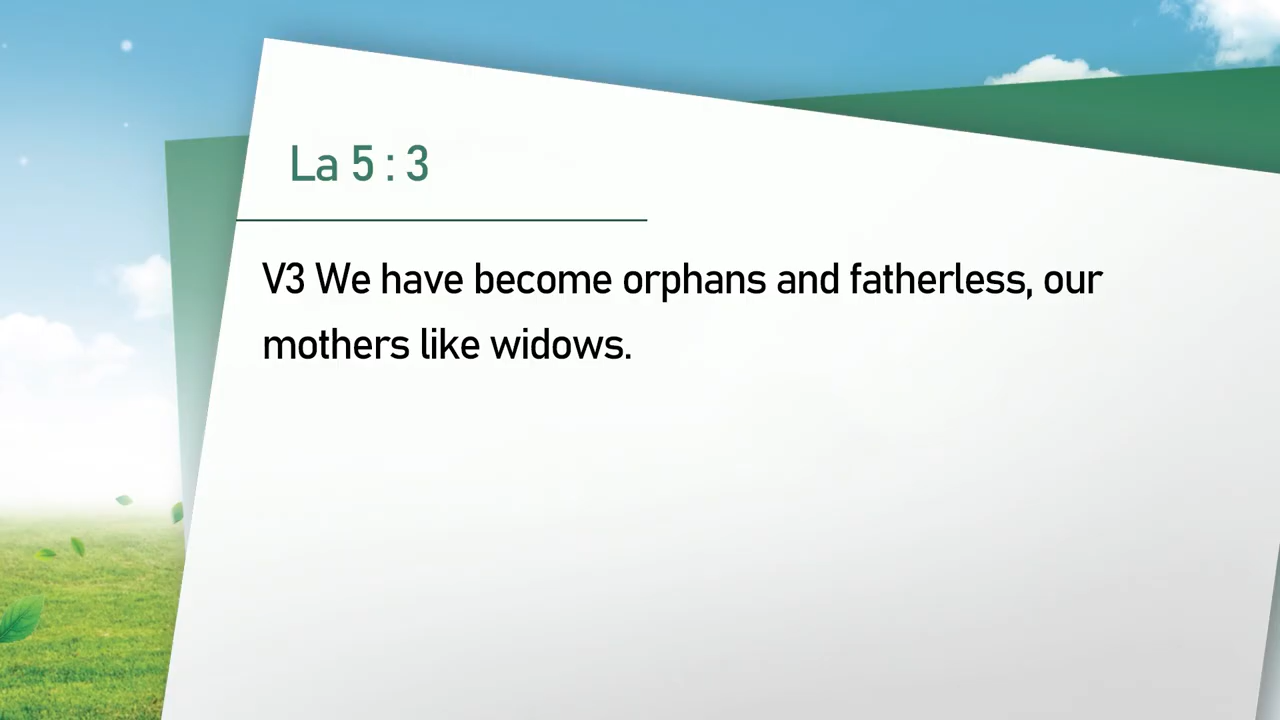 La 5 : 3
V3 We have become orphans and fatherless, our
mothers like widows.